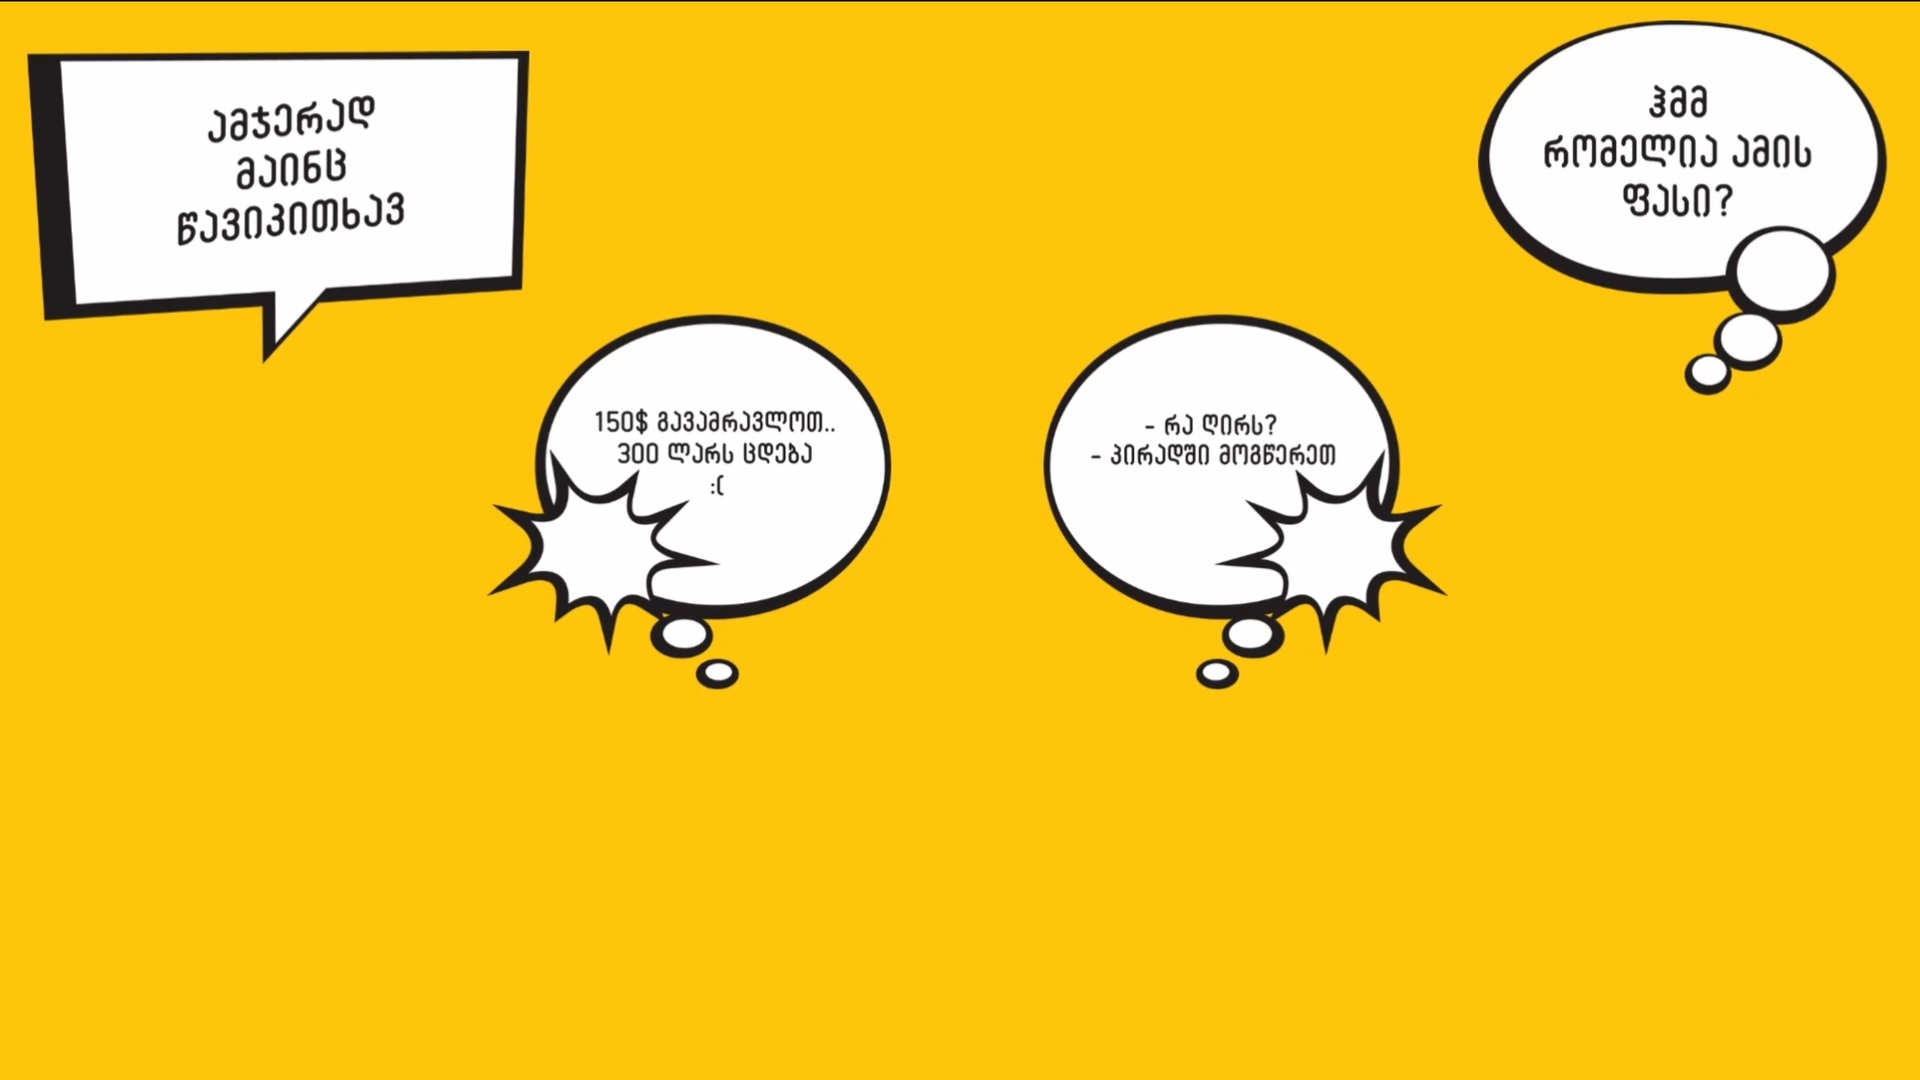 ამჯერად
მაინც
წავიკითხავ
ჰმმ
რომელია ამის
ფასი?
150$ გავამრავლოთ..
300 ლარს ცდება
:(
- რა ღირს?
- პირადში მოგწერეთ